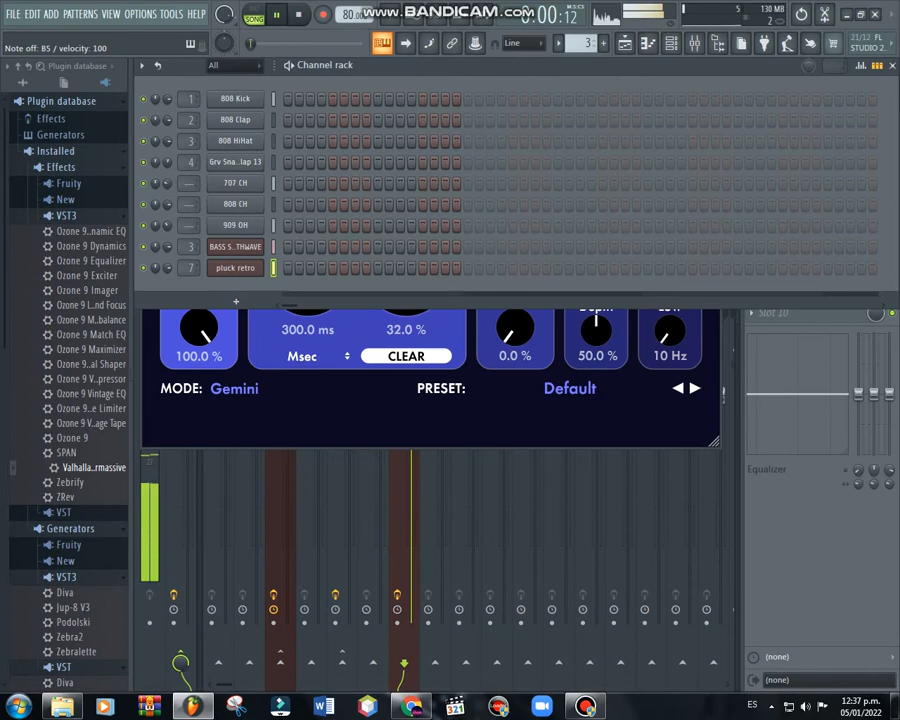 FILE EDIT ADD PATTERNS VIEW OPTIONS TOOLS HELP
SONG
80.000
www.BANDICAM.com
0:00:12
M:S:CS
5
130 MB
2
Note off: B5 / velocity: 100
Line
3
21/12 FL
STUDIO 2..
Plugin database
All
Channel rack
Plugin database
Effects
Generators
Installed
Effects
Fruity
New
VST3
Ozone 9..namic EQ
Ozone 9 Dynamics
Ozone 9 Equalizer
Ozone 9 Exciter
Ozone 9 Imager
Ozone 9 L..nd Focus
Ozone 9 M..balance
Ozone 9 Match EQ
Ozone 9 Maximizer
Ozone 9..al Shaper
Ozone 9 V..pressor
Ozone 9 Vintage EQ
Ozone 9..e Limiter
Ozone 9 V..age Tape
Ozone 9
SPAN
Valhalla..rmassive
Zebrify
ZRev
VST
Generators
Fruity
New
VST3
Diva
Jup-8 V3
Podolski
Zebra2
Zebralette
VST
Diva
1 808 Kick
2 808 Clap
3 808 HiHat
4 Grv Sna..lap 13
--- 707 CH
--- 808 CH
--- 909 OH
3 BASS S..THWAVE
7 pluck retro
+
100.0 %
300.0 ms
32.0 %
Msec
CLEAR
0.0 %
50.0 %
10 Hz
MODE: Gemini
PRESET: Default
Slot 10
Equalizer
(none)
(none)
ES
12:37 p.m.
05/01/2022